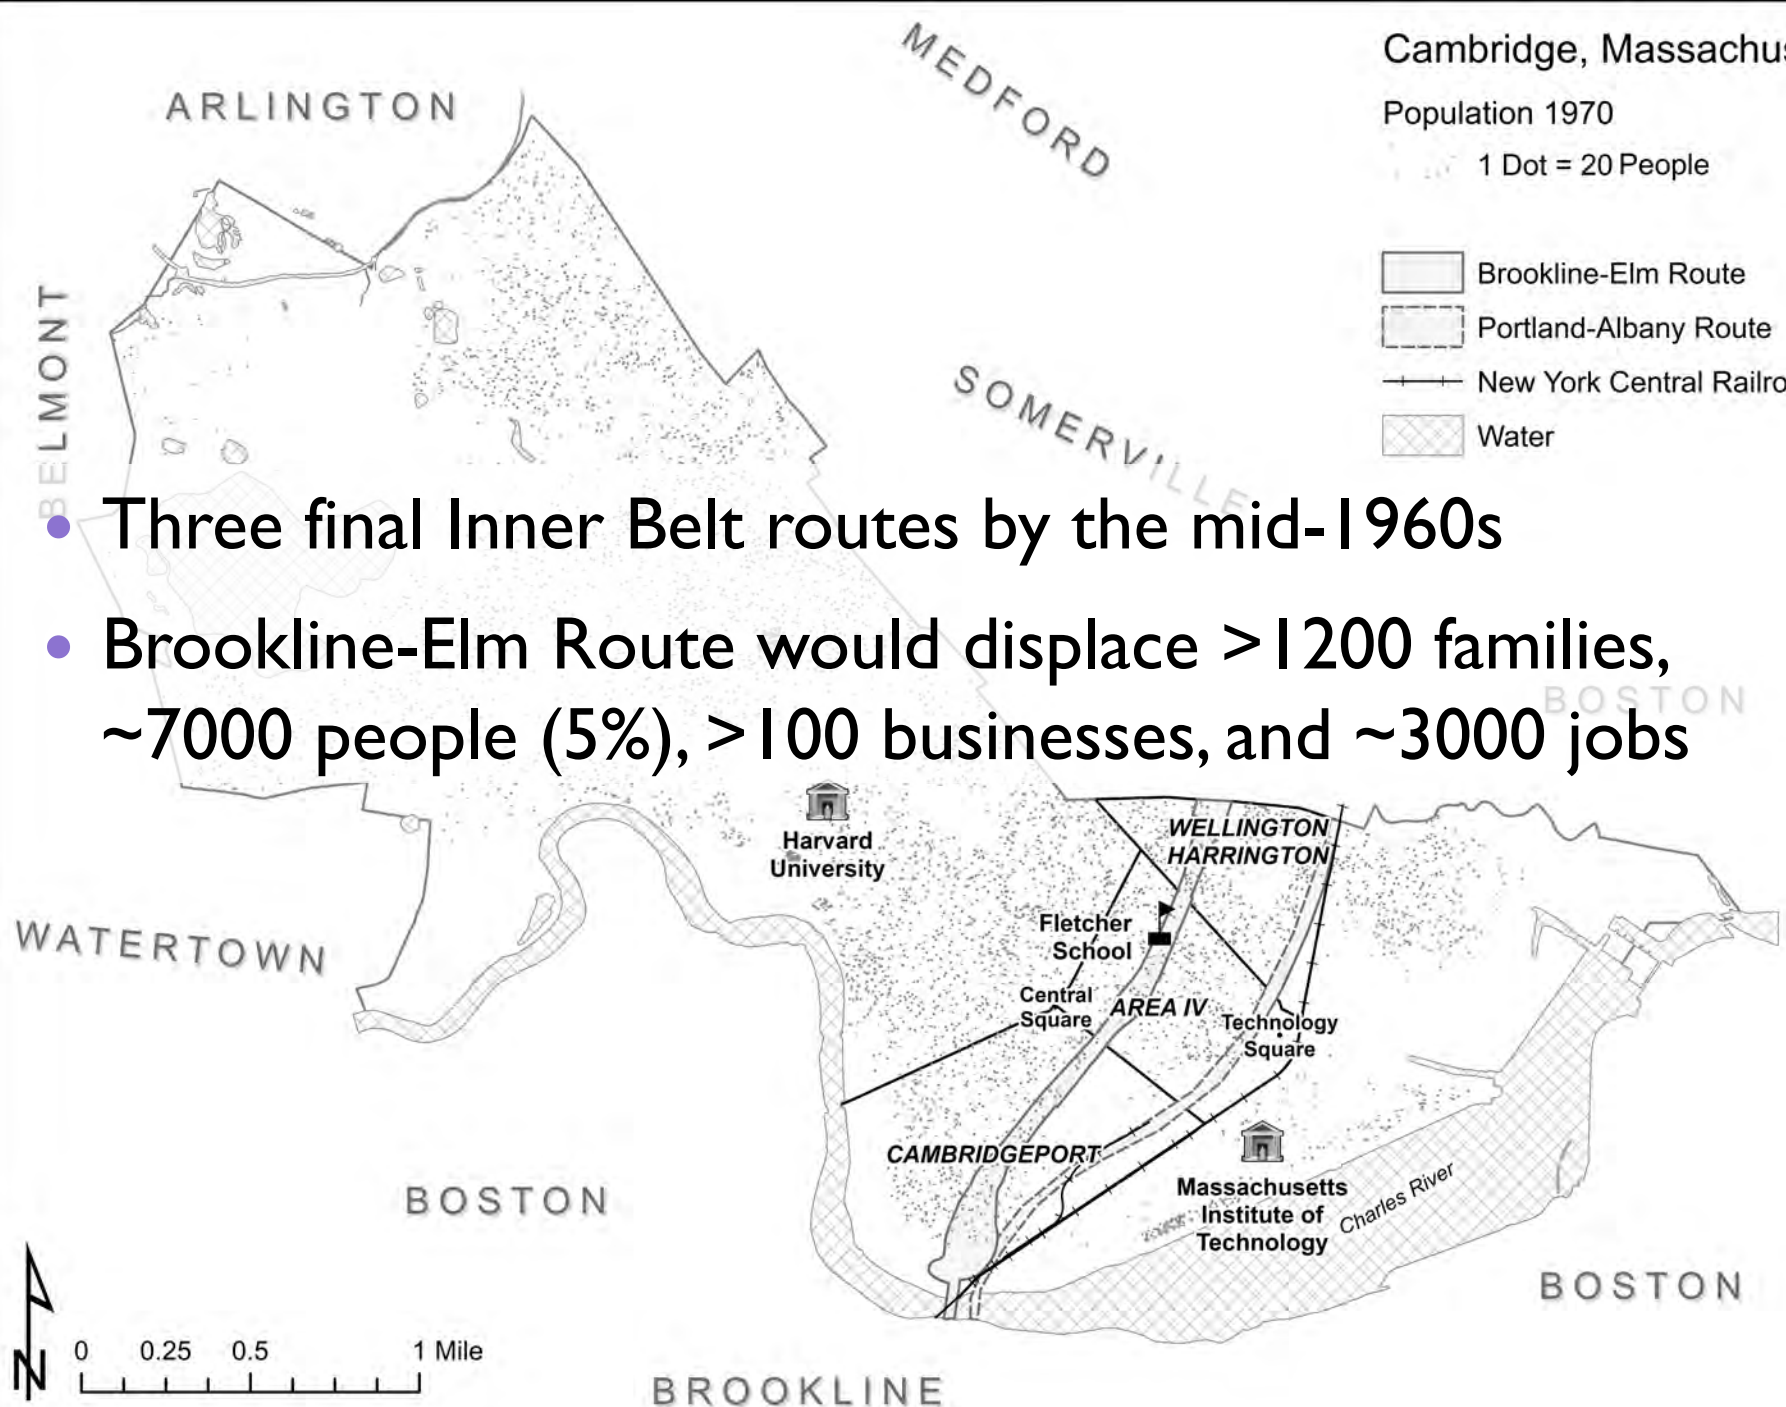 MEDFORD
Cambridge, Massachus
ARLINGTON
Population 1970
1 Dot = 20 People
BELMONT
Brookline-Elm Route
Portland-Albany Route
New York Central Railro
Water
SOMERVILLE
• Three final Inner Belt routes by the mid-1960s
• Brookline-Elm Route would displace >1200 families,
~7000 people (5%), >100 businesses, and ~3000 jobs
BOSTON
Harvard
University
WELLINGTON
HARRINGTON
Fletcher
School
WATERTOWN
Central
Square
AREA IV
Technology
Square
CAMBRIDGEPORT
Massachusetts
Institute of
Technology
Charles River
BOSTON
BOSTON
N
0 0.25 0.5 1 Mile
BROOKLINE